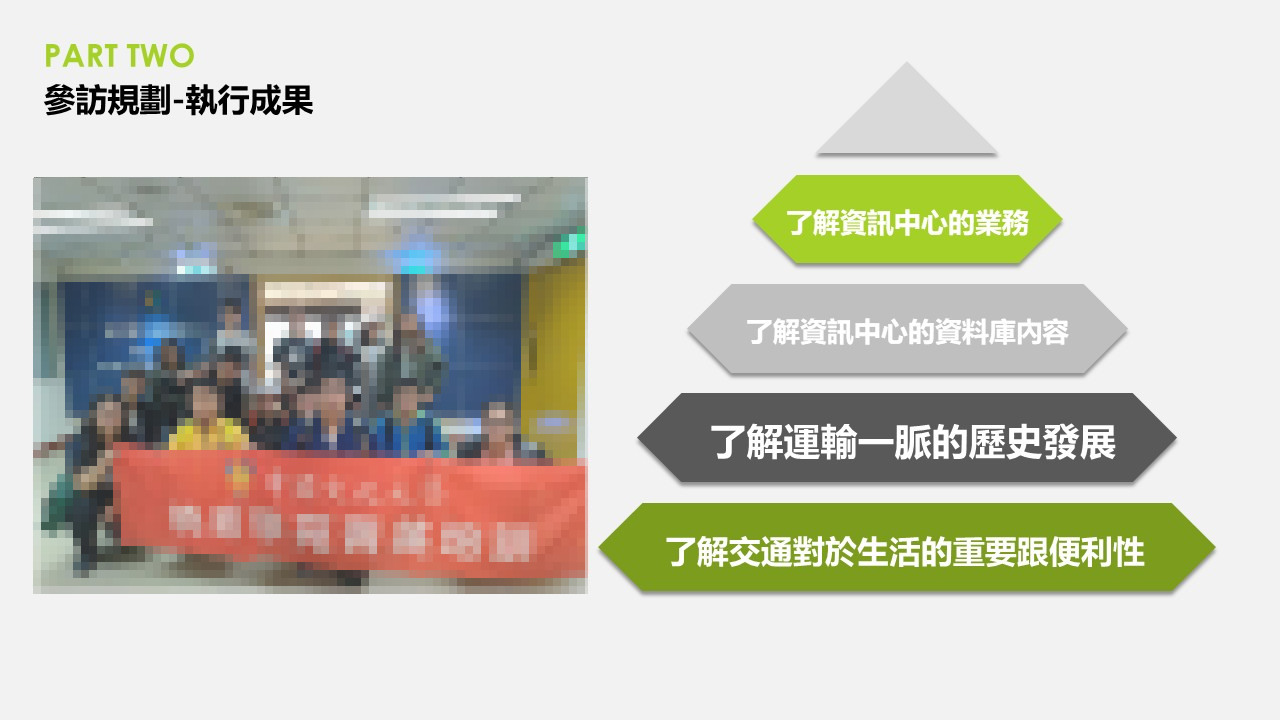 PART TWO
參訪規劃-執行成果
了解資訊中心的業務
了解資訊中心的資料庫內容
了解運輸一脈的歷史發展
了解交通對於生活的重要跟便利性